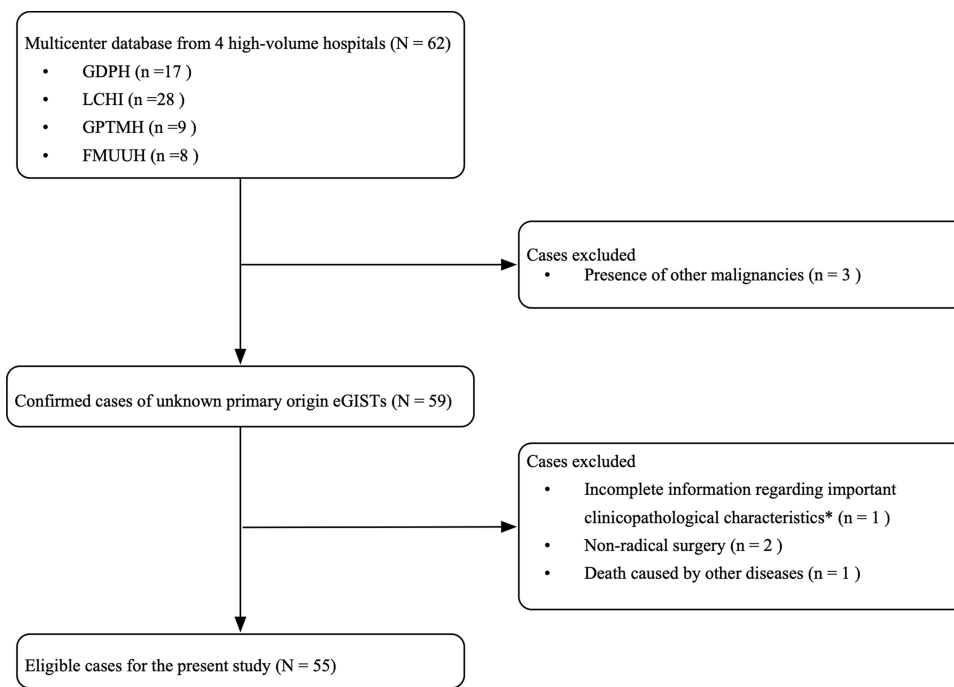 Multicenter database from 4 high-volume hospitals (N = 62)
• GDPH (n =17 )
• LCHI (n =28 )
• GPTMH (n =9 )
• FMUUH (n =8 )
Cases excluded
• Presence of other malignancies (n = 3 )
Confirmed cases of unknown primary origin eGISTs (N = 59)
Cases excluded
• Incomplete information regarding important
clinicopathological characteristics* (n = 1 )
• Non-radical surgery (n = 2 )
• Death caused by other diseases (n = 1 )
Eligible cases for the present study (N = 55)